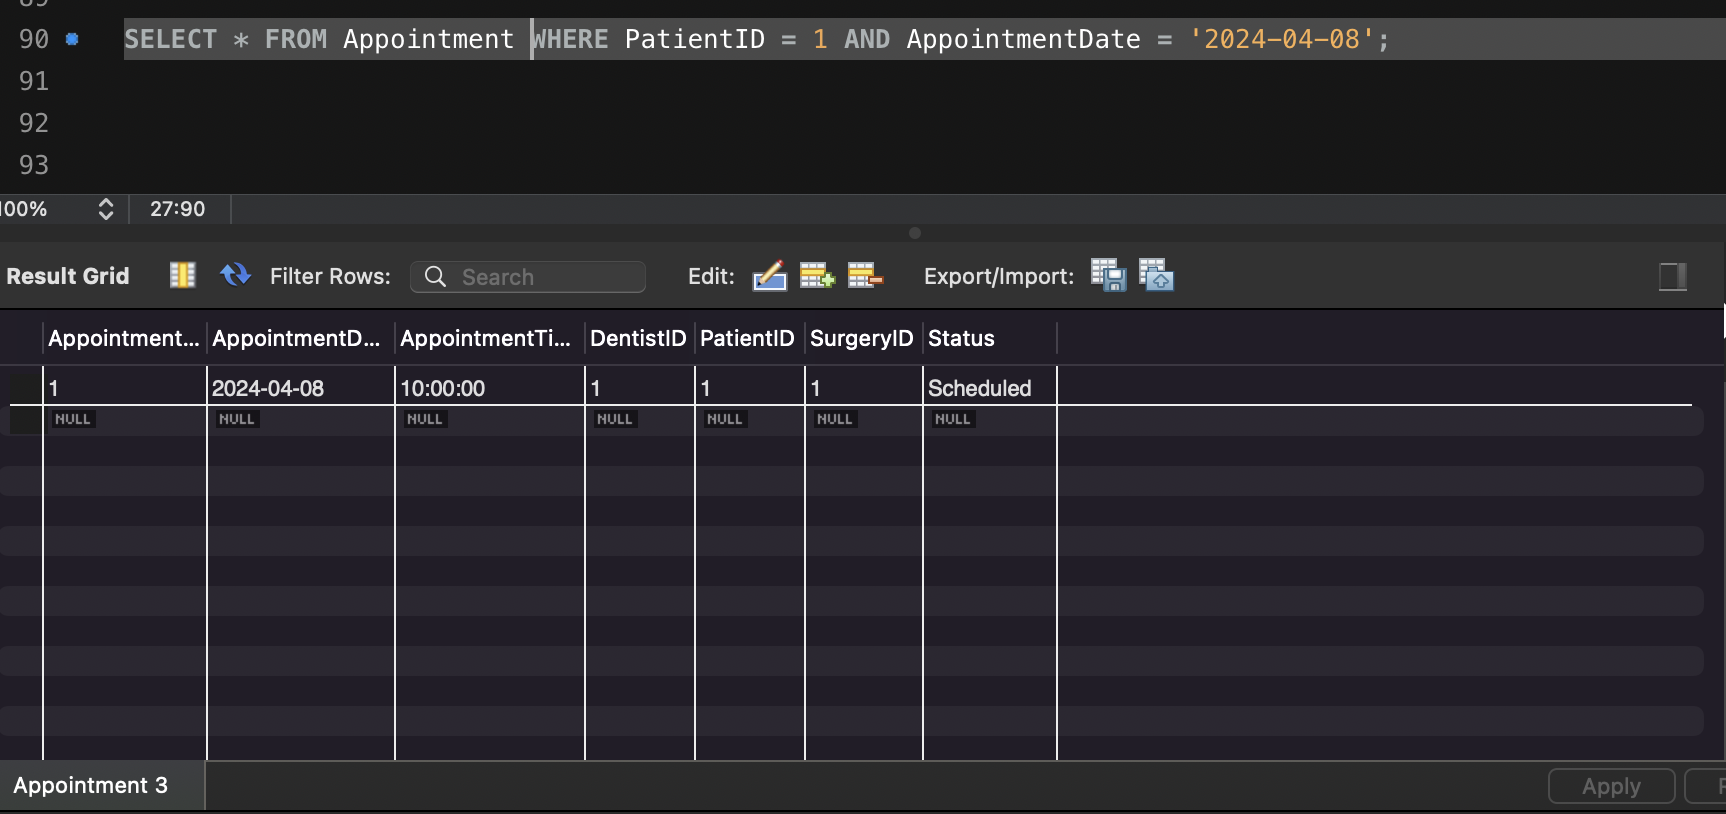 90 SELECT * FROM Appointment WHERE PatientID = 1 AND AppointmentDate = '2024-04-08';
91
92
93
100% 27:90
Result Grid Filter Rows: Search Edit: Export/Import:
Appointment... AppointmentD... AppointmentTi... DentistID PatientID SurgeryID Status
1 2024-04-08 10:00:00 1 1 1 Scheduled
NULL NULL NULL NULL NULL NULL NULL
Appointment 3 Apply